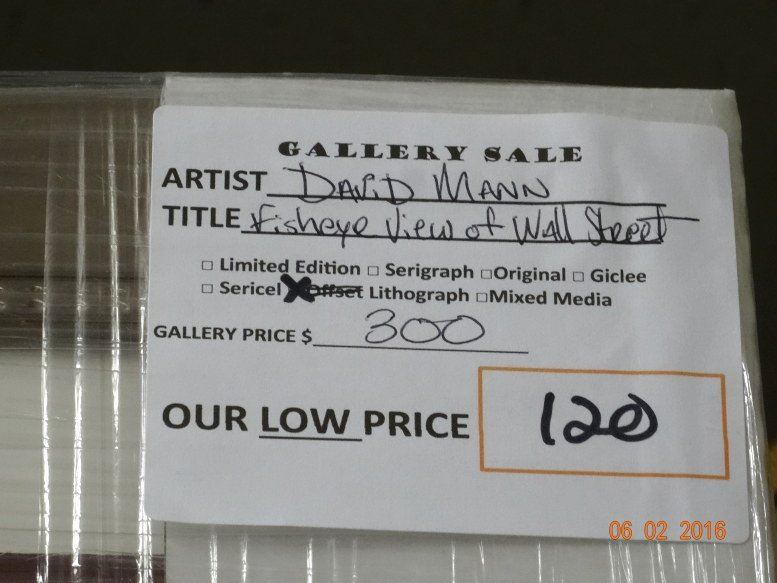 GALLERY SALE
ARTIST David Mann
TITLE Fisheye View of Wall Street
□ Limited Edition □ Serigraph □Original □ Giclee
□ Sericel X Offset Lithograph □Mixed Media
GALLERY PRICE $ 300
OUR LOW PRICE 120
06 02 2016